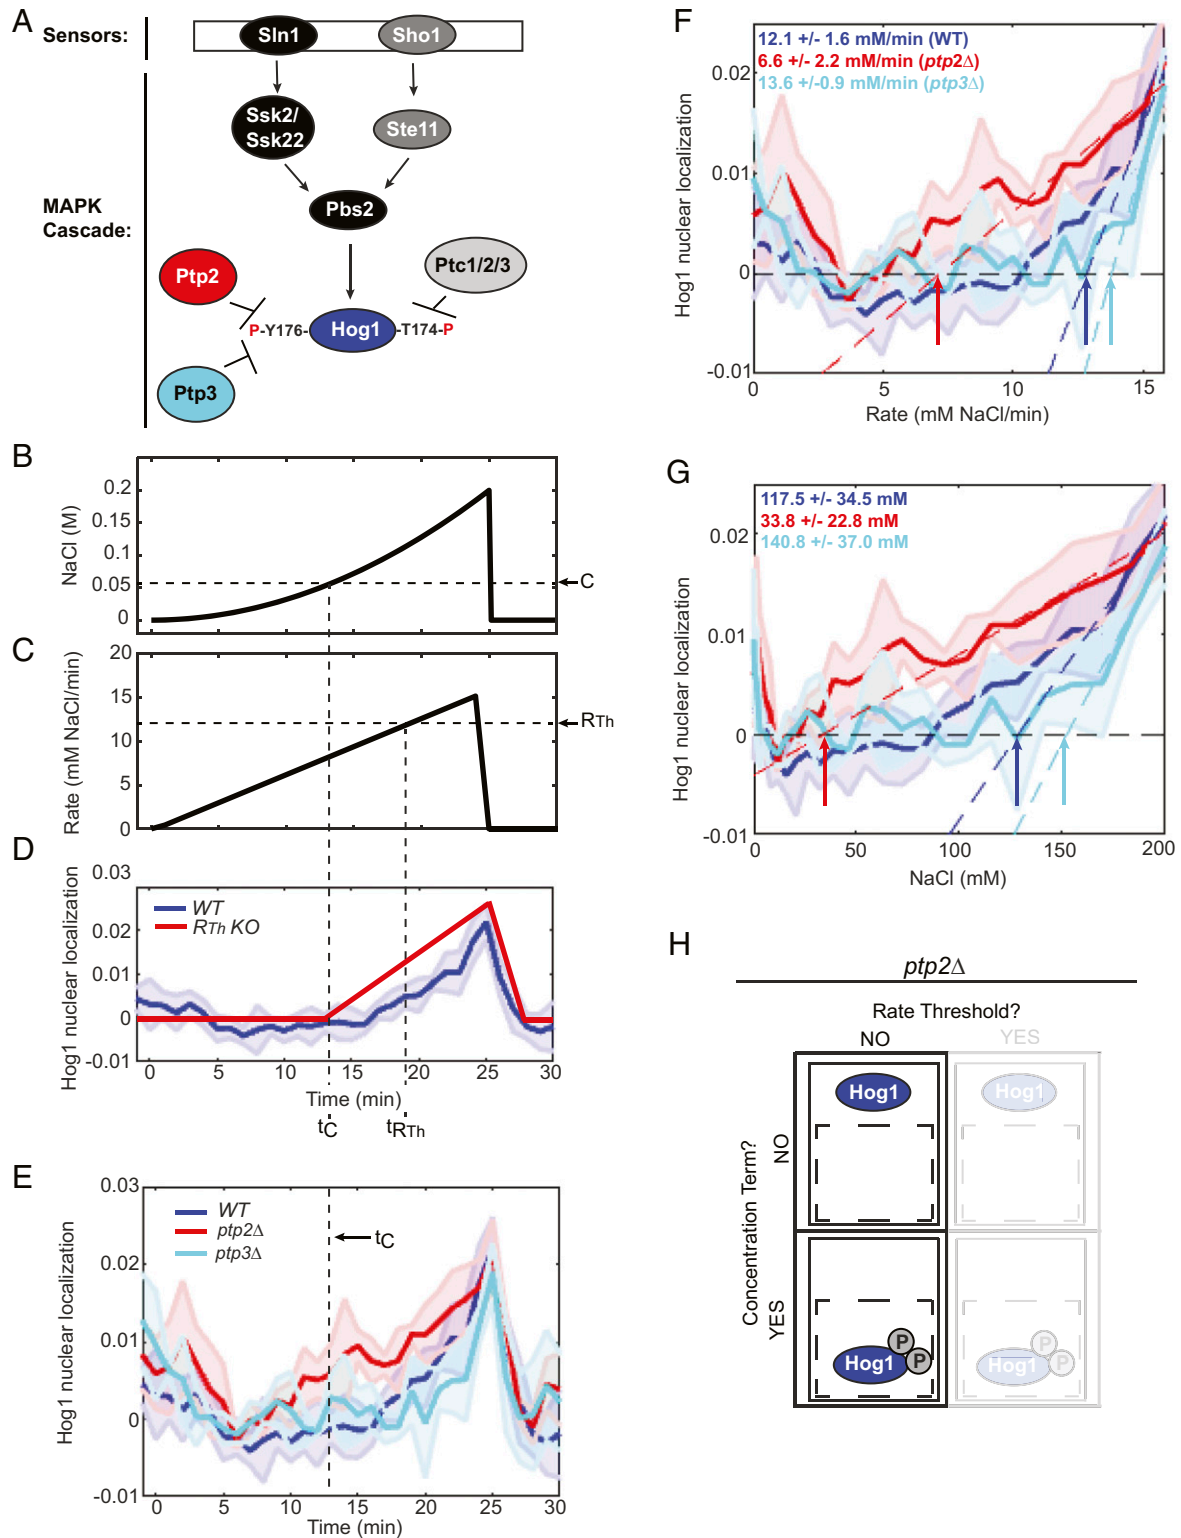 A
Sensors:
Sln1
Sho1
Ssk2/
Ssk22
Ste11
MAPK
Cascade:
Pbs2
Ptp2
Ptc1/2/3
P-Y176-
Hog1
-T174-P
Ptp3
B
NaCl (M)
0.2
0.15
0.1
0.05
0
C
C
Rate (mM NaCl/min)
20
15
10
5
0
RTh
D
Hog1 nuclear localization
0.03
0.02
0.01
0
-0.01
WT
RTh KO
0 5 10 15 20 25 30
Time (min)
tC
tRTh
E
Hog1 nuclear localization
0.03
0.02
0.01
0
-0.01
WT
ptp2Δ
ptp3Δ
tC
0 5 10 15 20 25 30
Time (min)
F
12.1 +/- 1.6 mM/min (WT)
6.6 +/- 2.2 mM/min (ptp2Δ)
13.6 +/-0.9 mM/min (ptp3Δ)
Hog1 nuclear localization
0.02
0.01
0
-0.01
0 5 10 15
Rate (mM NaCl/min)
G
117.5 +/- 34.5 mM
33.8 +/- 22.8 mM
140.8 +/- 37.0 mM
Hog1 nuclear localization
0.02
0.01
0
-0.01
0 50 100 150 200
NaCl (mM)
H
ptp2Δ
Rate Threshold?
NO YES
Concentration Term?
NO
YES
Hog1
Hog1
Hog1
P
P
Hog1
P
P